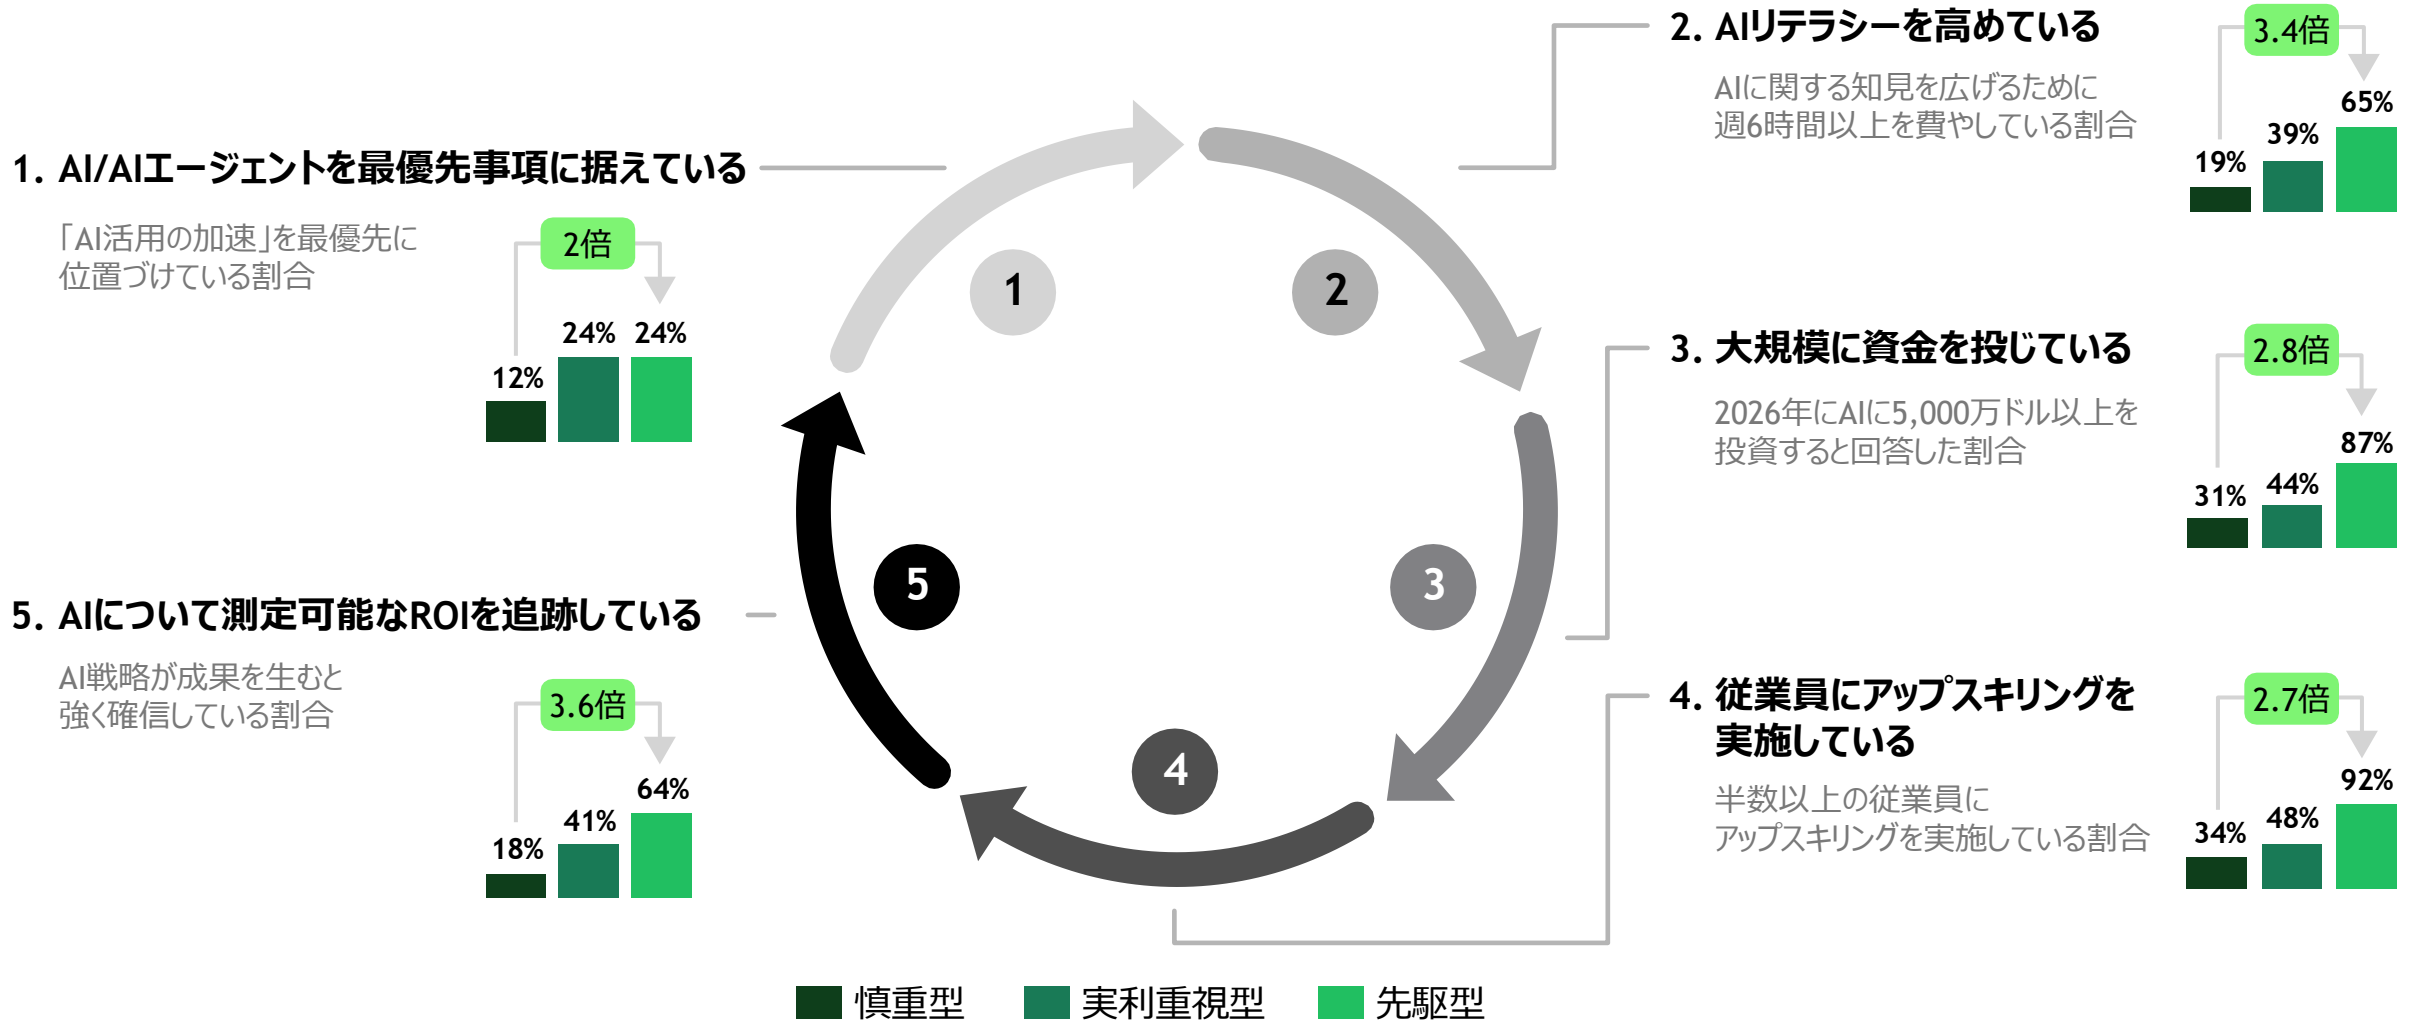 1. AI/AIエージェントを最優先事項に据えている
「AI活用の加速」を最優先に
位置づけている割合
2倍
12%
24%
24%
2. AIリテラシーを高めている
AIに関する知見を広げるために
週6時間以上を費やしている割合
3.4倍
19%
39%
65%
3. 大規模に資金を投じている
2026年にAIに5,000万ドル以上を
投資すると回答した割合
2.8倍
31%
44%
87%
4. 従業員にアップスキリングを
実施している
半数以上の従業員に
アップスキリングを実施している割合
2.7倍
34%
48%
92%
5. AIについて測定可能なROIを追跡している
AI戦略が成果を生むと
強く確信している割合
3.6倍
18%
41%
64%
1
2
3
4
5
慎重型
実利重視型
先駆型